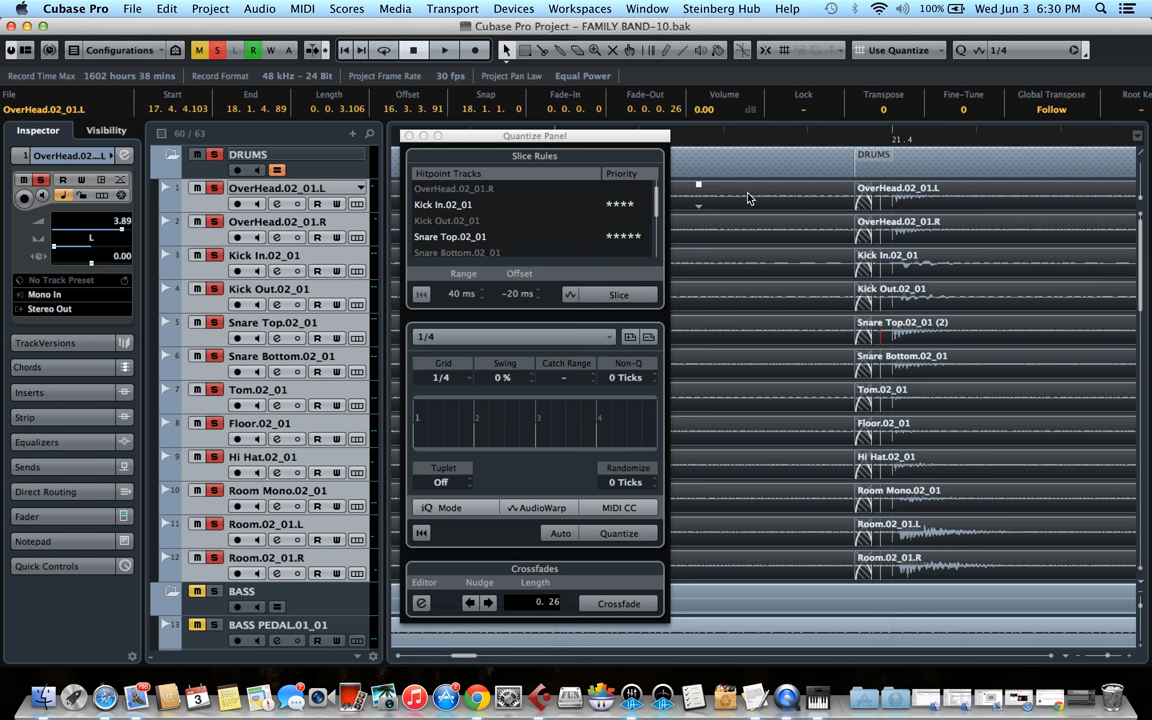 Cubase Pro File Edit Project Audio MIDI Scores Media Transport Devices Workspaces Window Steinberg Hub Help 100% Wed Jun 3 6:30 PM
Cubase Pro Project - FAMILY BAND-10.bak
Configurations M S L R W A Use Quantize Q 1/4
Record Time Max 1602 hours 38 mins Record Format 48 kHz - 24 Bit Project Frame Rate 30 fps Project Pan Law Equal Power
File Start End Length Offset Snap Fade-In Fade-Out Volume Lock Transpose Fine-Tune Global Transpose Root Ke
OverHead.02_01.L 17. 4. 4.103 18. 1. 4. 89 0. 0. 3.106 16. 3. 3. 91 18. 1. 1. 0 0. 0. 0. 0 0. 0. 0. 26 0.00 dB 0 0 Follow
Inspector Visibility 60 / 63
21. 4
1 OverHead.02....L
m S R W
3.89
L
0.00
No Track Preset
Mono In
Stereo Out
TrackVersions
Chords
Inserts
Strip
Equalizers
Sends
Direct Routing
Fader
Notepad
Quick Controls
m S DRUMS
1 m S OverHead.02_01.L
e R W
2 m S OverHead.02_01.R
e R W
3 m S Kick In.02_01
e R W
4 m S Kick Out.02_01
e R W
5 m S Snare Top.02_01
e R W
6 m S Snare Bottom.02_01
e R W
7 m S Tom.02_01
e R W
8 m S Floor.02_01
e R W
9 m S Hi Hat.02_01
e R W
10 m S Room Mono.02_01
e R W
11 m S Room.02_01.L
e R W
12 m S Room.02_01.R
e R W
m S BASS
13 m S BASS PEDAL.01_01
e R W
Quantize Panel
Slice Rules
Hitpoint Tracks Priority
OverHead.02_01.R
Kick In.02_01 ****
Kick Out.02_01
Snare Top.02_01 *****
Snare Bottom.02_01
Range Offset
40 ms -20 ms Slice
1/4
Grid Swing Catch Range Non-Q
1/4 0 % – 0 Ticks
1 2 3 4
Tuplet Randomize
Off 0 Ticks
iQ Mode AudioWarp MIDI CC
Auto Quantize
Crossfades
Editor Nudge Length
e 0. 26 Crossfade
DRUMS
OverHead.02_01.L
OverHead.02_01.R
Kick In.02_01
Kick Out.02_01
Snare Top.02_01 (2)
Snare Bottom.02_01
Tom.02_01
Floor.02_01
Hi Hat.02_01
Room Mono.02_01
Room.02_01.L
Room.02_01.R